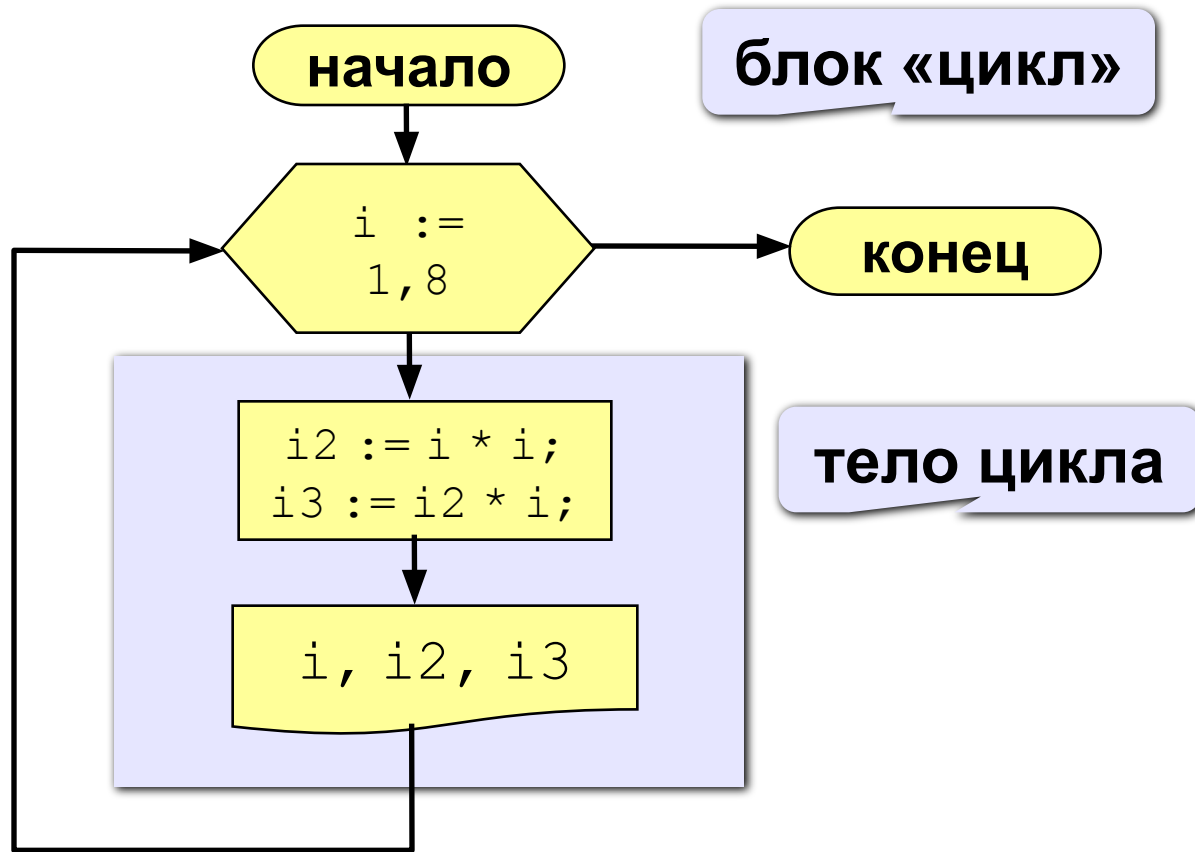 начало
блок «цикл»
i :=
1,8
конец
i2 := i * i;
i3 := i2 * i;
тело цикла
i, i2, i3